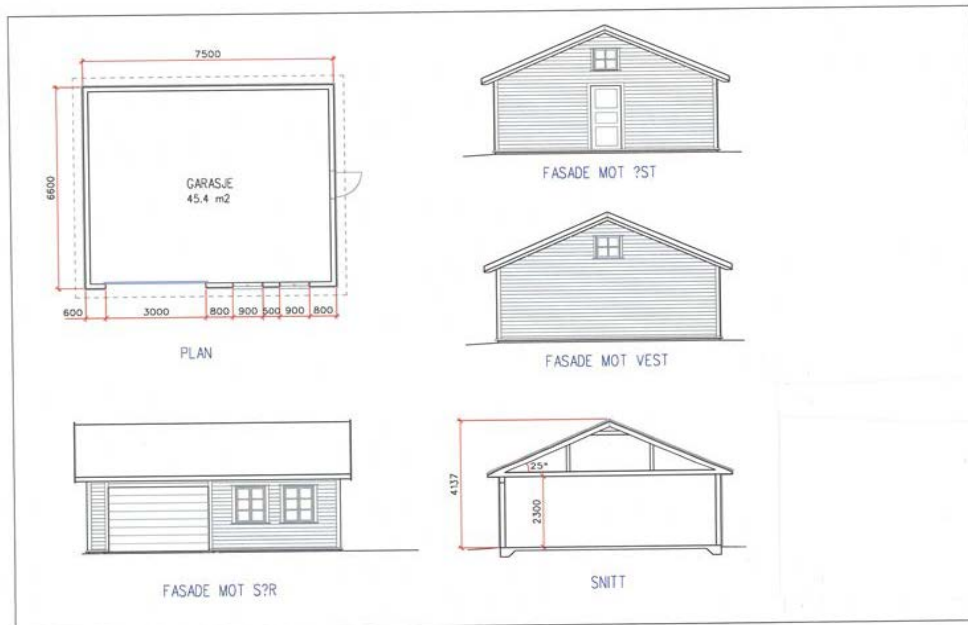 7500
6600
GARASJE
45.4 m2
600 3000 800 900 500 900 800
PLAN
FASADE MOT ?ST
FASADE MOT VEST
FASADE MOT S?R
4137
25°
2300
SNITT